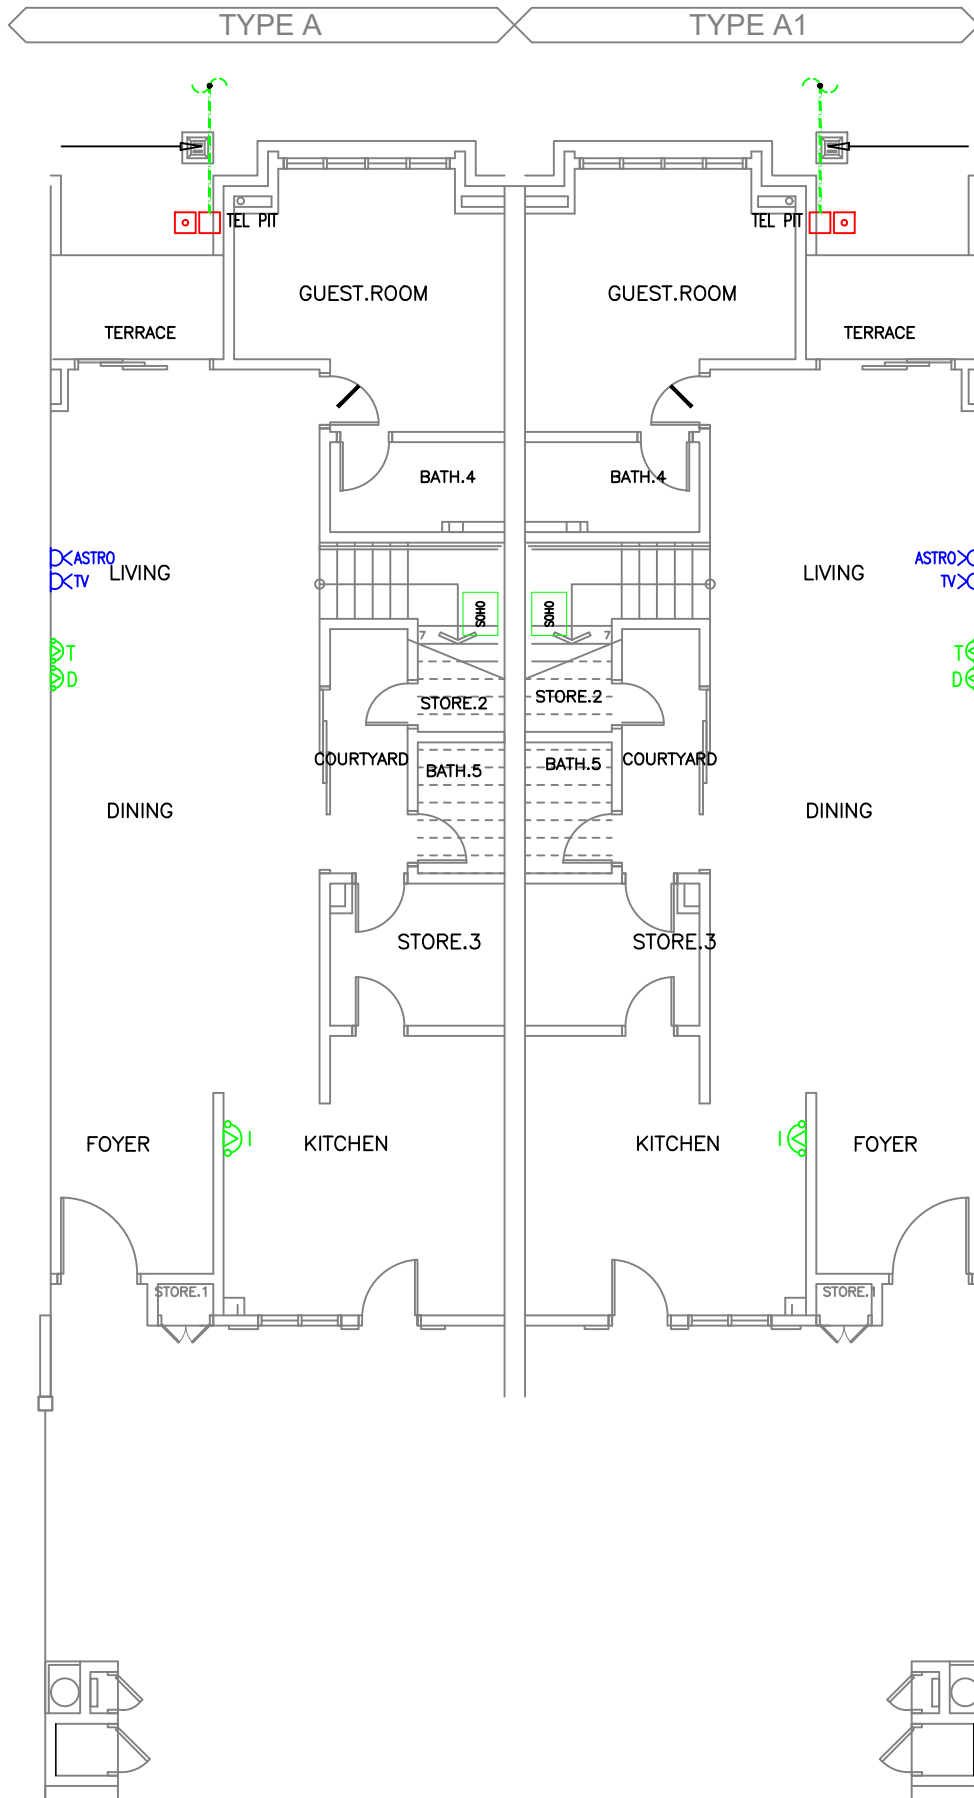 TYPE A TYPE A1
TEL PIT TEL PIT
GUEST.ROOM GUEST.ROOM
TERRACE TERRACE
BATH.4 BATH.4
ASTRO ASTRO
LIVING LIVING
TV TV
SOHO SOHO
7 7
T T
D D
STORE.2 STORE.2
COURTYARD COURTYARD
BATH.5 BATH.5
DINING DINING
STORE.3 STORE.3
FOYER I KITCHEN KITCHEN I FOYER
STORE.1 STORE.1